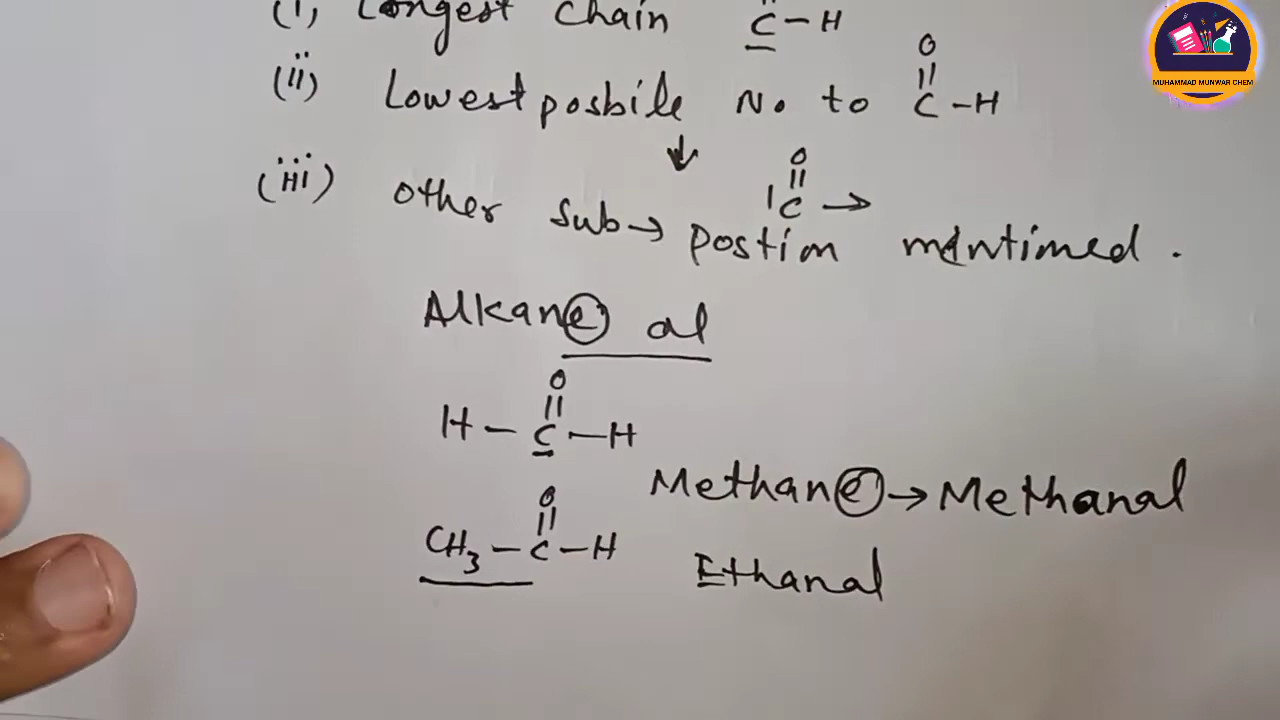 (i) Longest Chain C-H
O
(ii) Lowest posbile No to C-H
O
(iii) other sub→ 1C →
postion mentioned.
Alkane al
O
H-C-H
Methane→Methanal
O
CH3-C-H Ethanal
MUHAMMAD MUNWAR CHEM